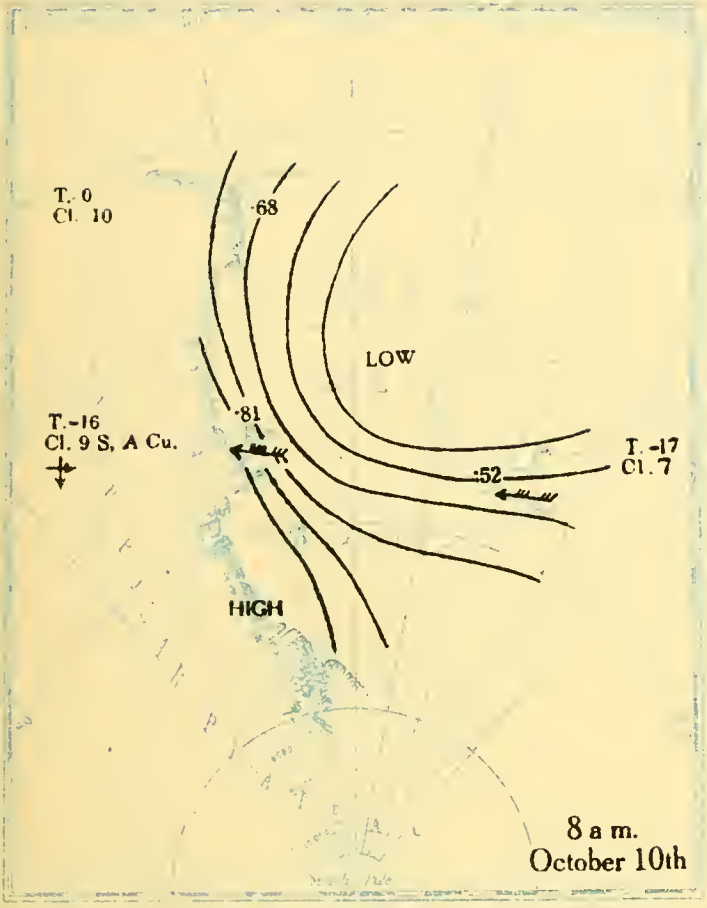 T. 0
Cl. 10
.68
LOW
.81
T. -16
Cl. 9 S, A Cu.
T. -17
Cl. 7
.52
HIGH
8 a m.
October 10th